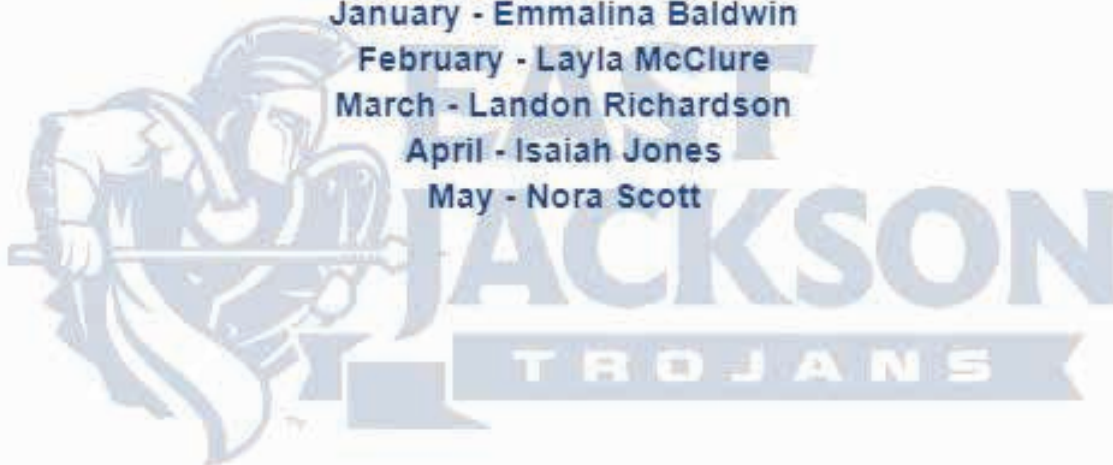 January - Emmalina Baldwin
February - Layla McClure
March - Landon Richardson
April - Isaiah Jones
May - Nora Scott
EAST
JACKSON
TROJANS